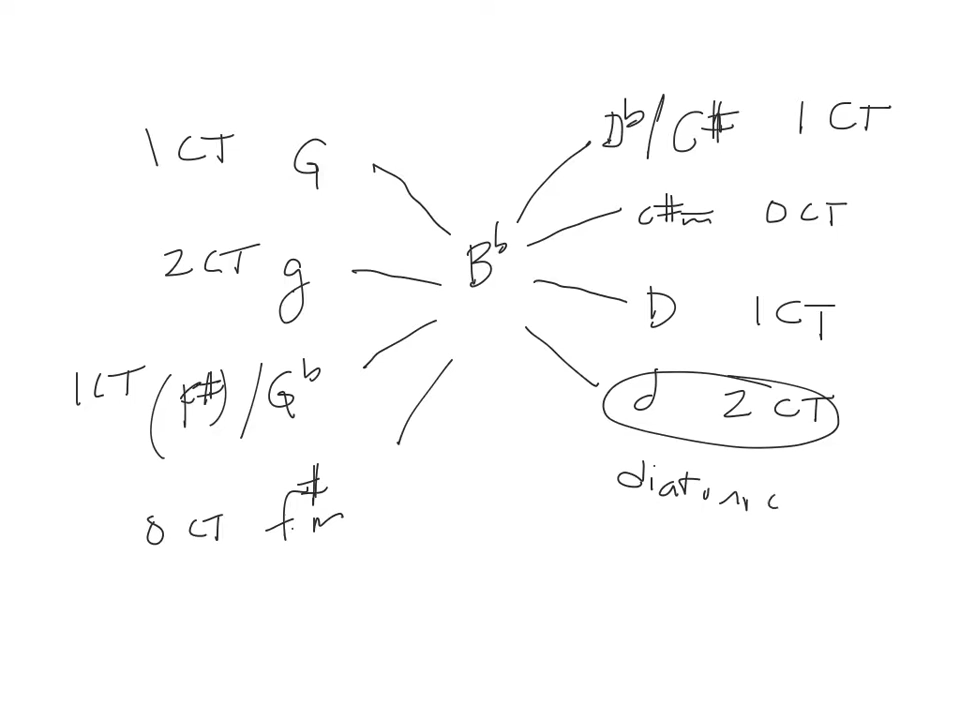 1 CT G
2 CT g
1 CT (F#)/Gb
0 CT f#m
Bb
Db/C# 1 CT
c#m 0 CT
D 1 CT
d 2 CT
diatonic